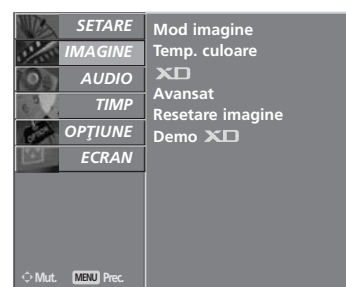 SETARE
IMAGINE
AUDIO
TIMP
OPŢIUNE
ECRAN
Mut. MENU Prec.
Mod imagine
Temp. culoare
XD
Avansat
Resetare imagine
Demo XD